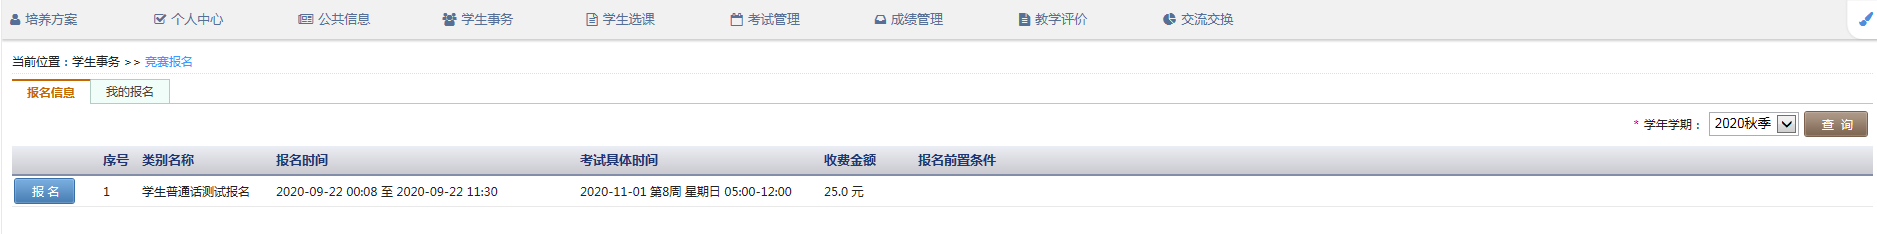 培养方案 个人中心 公共信息 学生事务 学生选课 考试管理 成绩管理 教学评价 交流交换
当前位置：学生事务 >> 竞赛报名
报名信息 我的报名
* 学年学期： 2020秋季 查 询
序号 类别名称 报名时间 考试具体时间 收费金额 报名前置条件
报 名 1 学生普通话测试报名 2020-09-22 00:08 至 2020-09-22 11:30 2020-11-01 第8周 星期日 05:00-12:00 25.0 元